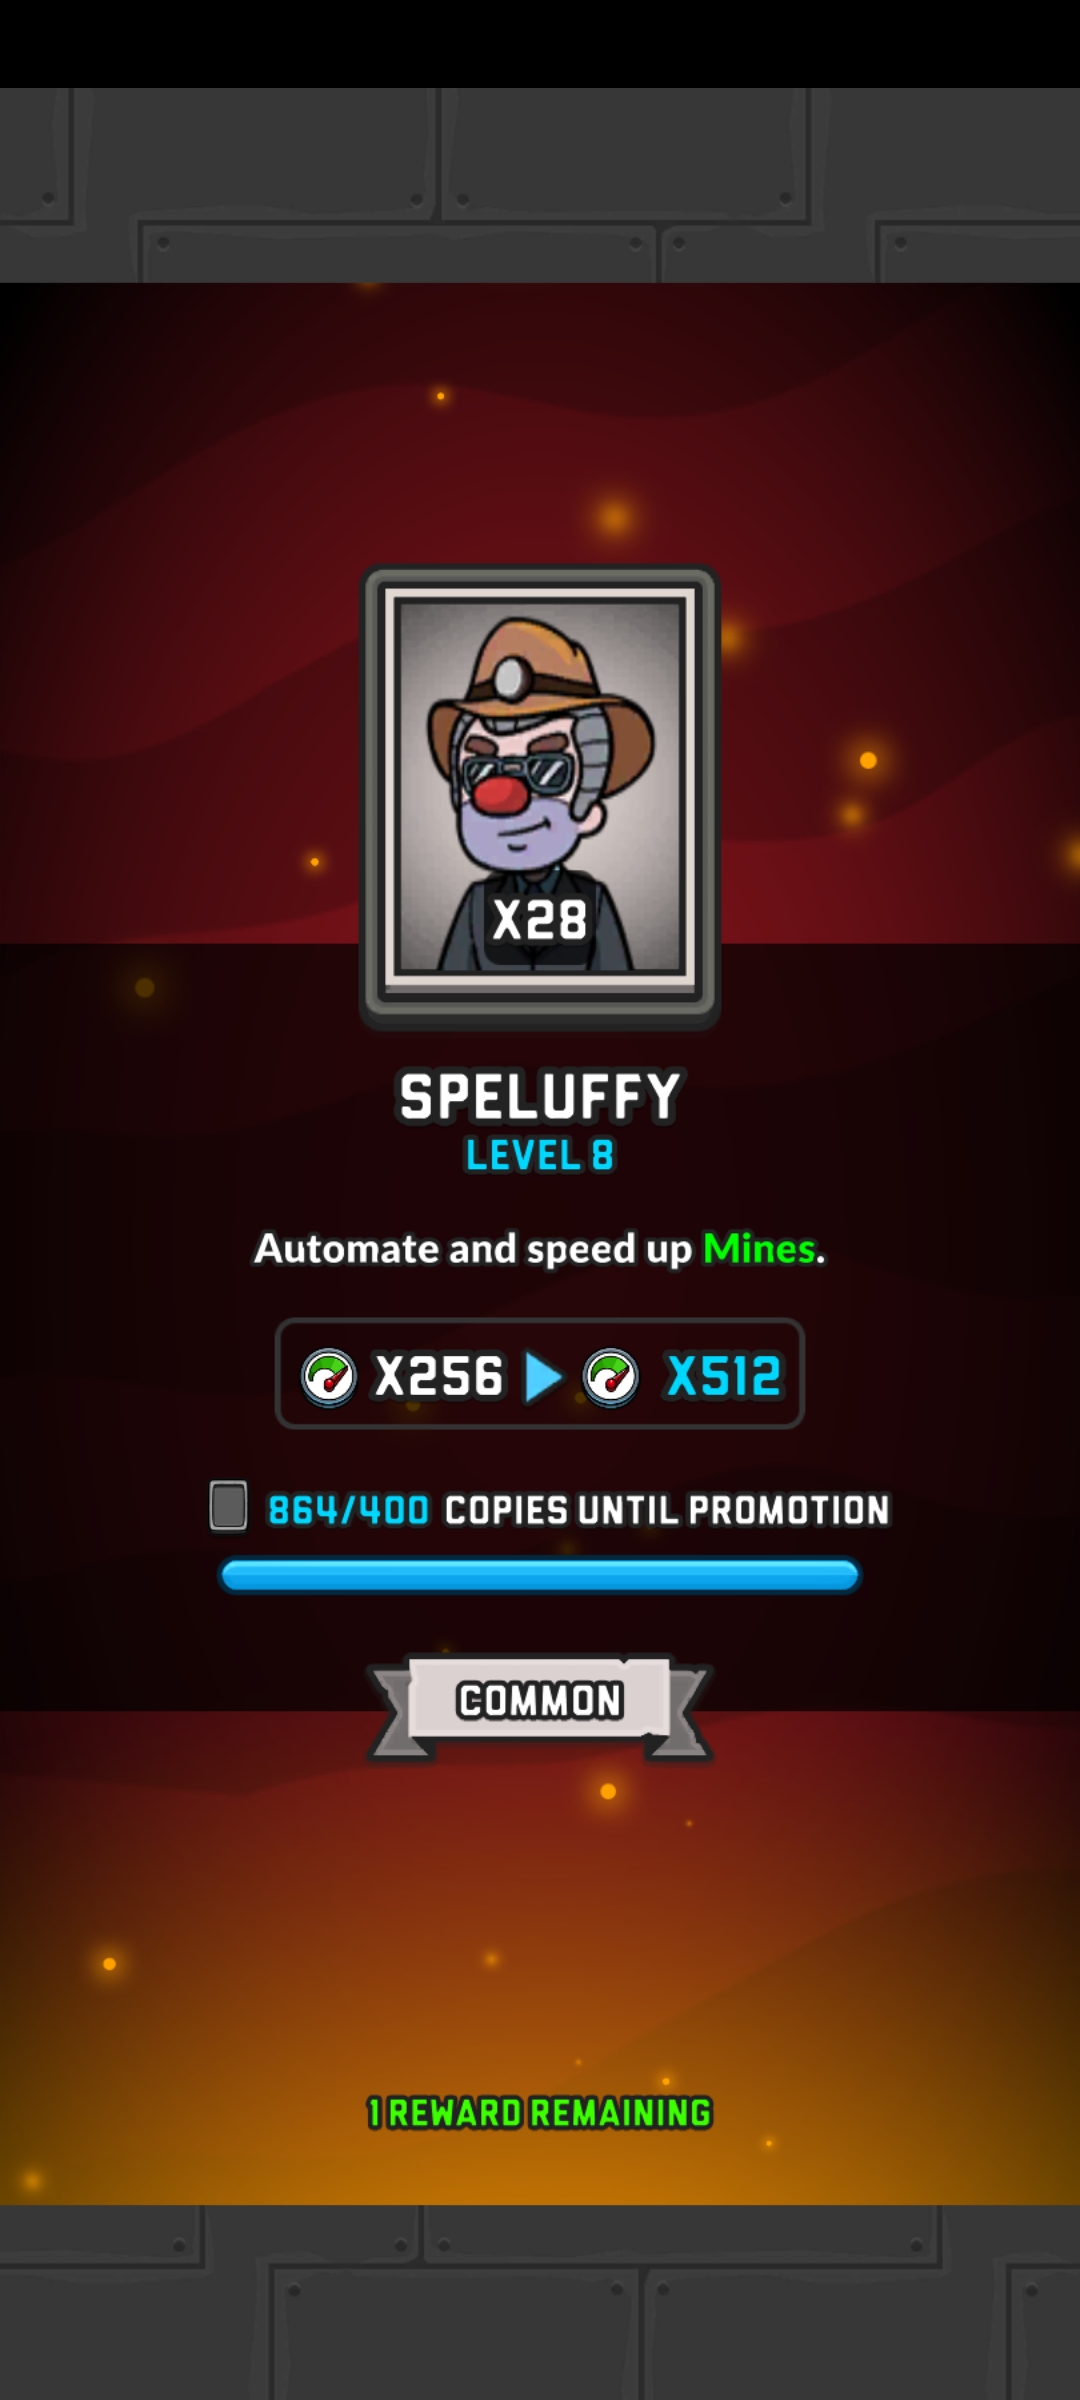 X28
SPELUFFY
LEVEL 8
Automate and speed up Mines.
X256 X512
864/400 COPIES UNTIL PROMOTION
COMMON
1 REWARD REMAINING